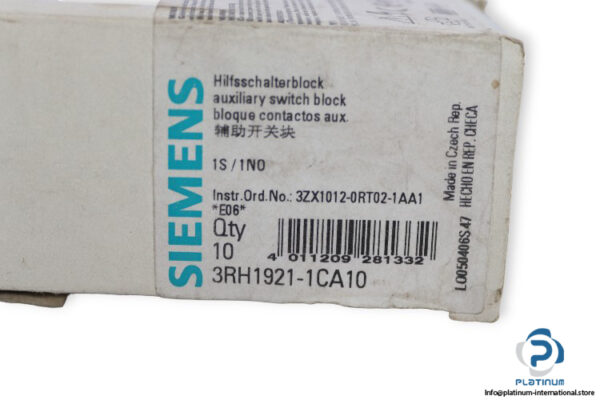 SIEMENS
Hilfsschalterblock
auxiliary switch block
bloque contactos aux.
辅助开关块
1S / 1NO
Instr.Ord.No.: 3ZX1012-0RT02-1AA1
*E06*
Qty
10
4 011209 281332
3RH1921-1CA10
Made in Czech Rep.
HECHO EN REP. CHECA
L0050406S.47
PLATINUM
Info@platinum-international.store